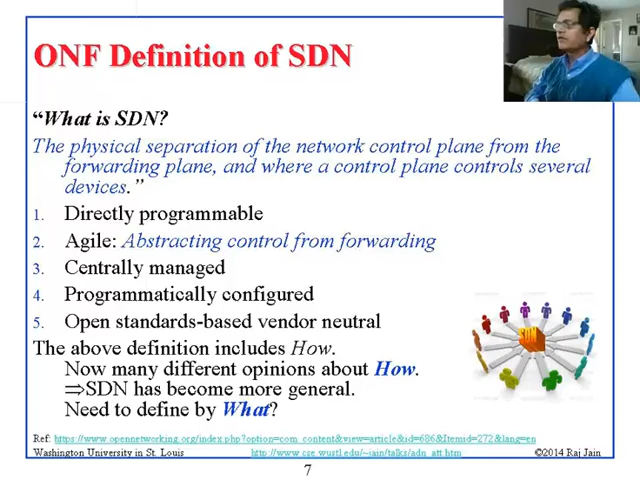 ONF Definition of SDN
“What is SDN?
The physical separation of the network control plane from the
forwarding plane, and where a control plane controls several
devices.”
1. Directly programmable
2. Agile: Abstracting control from forwarding
3. Centrally managed
4. Programmatically configured
5. Open standards-based vendor neutral
The above definition includes How.
Now many different opinions about How.
⇒SDN has become more general.
Need to define by What?
SDN
Ref: https://www.opennetworking.org/index.php?option=com_content&view=article&id=686&Itemid=272&lang=en
Washington University in St. Louis http://www.cse.wustl.edu/~jain/talks/adn_att.htm ©2014 Raj Jain
7